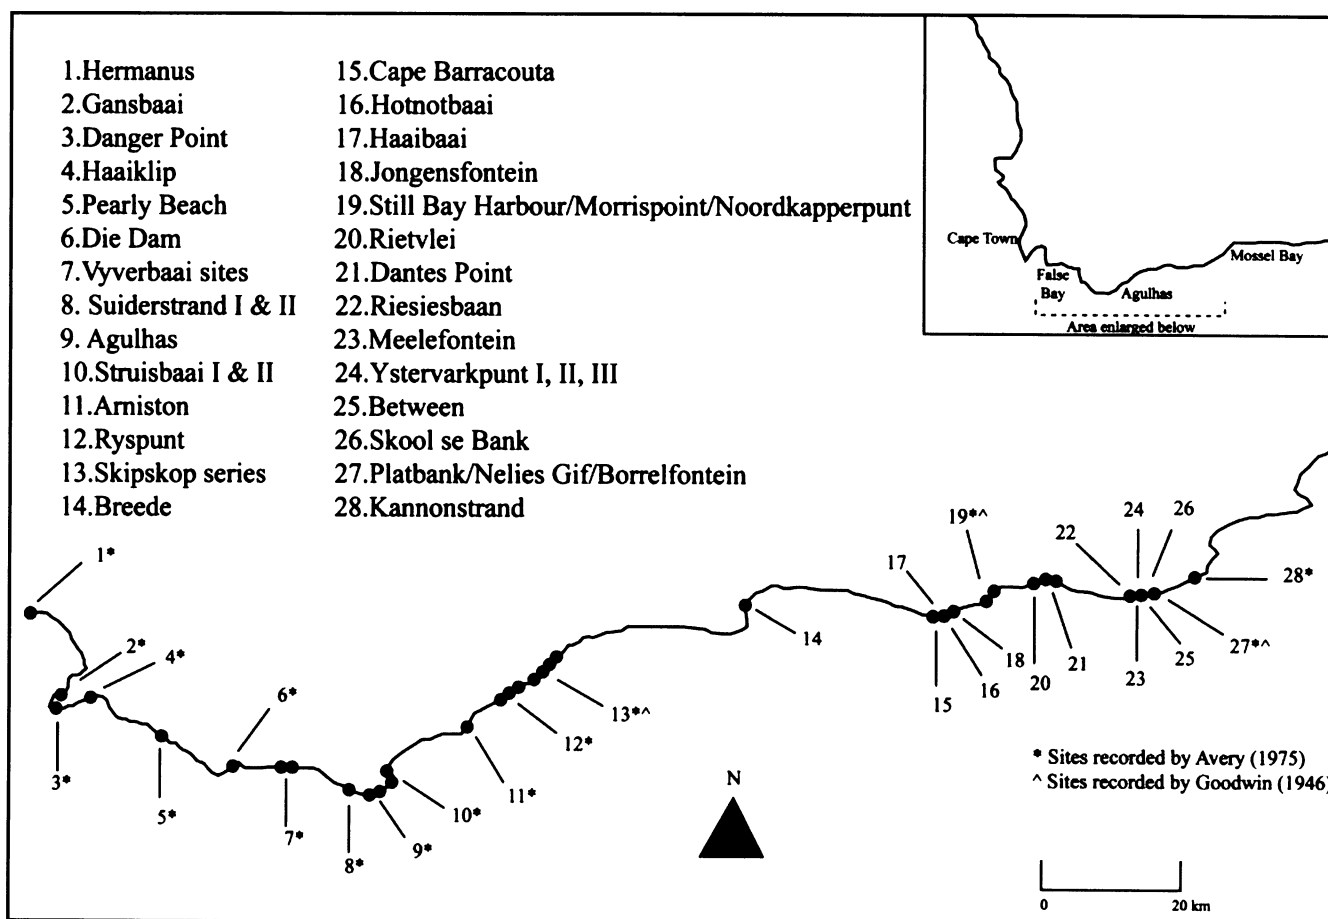 1.Hermanus
2.Gansbaai
3.Danger Point
4.Haaiklip
5.Pearly Beach
6.Die Dam
7.Vyverbaai sites
8. Suiderstrand I & II
9. Agulhas
10.Struisbaai I & II
11.Arniston
12.Ryspunt
13.Skipskop series
14.Breede
15.Cape Barracouta
16.Hotnotbaai
17.Haaibaai
18.Jongensfontein
19.Still Bay Harbour/Morrispoint/Noordkapperpunt
20.Rietvlei
21.Dantes Point
22.Riesiesbaan
23.Meelefontein
24.Ystervarkpunt I, II, III
25.Between
26.Skool se Bank
27.Platbank/Nelies Gif/Borrelfontein
28.Kannonstrand
Cape Town
False
Bay
Agulhas
Mossel Bay
Area enlarged below
1*
2*
3*
4*
5*
6*
7*
8*
9*
10*
11*
12*
13*^
14
15
16
17
18
19*^
20
21
22
23
24
25
26
27*^
28*
* Sites recorded by Avery (1975)
^ Sites recorded by Goodwin (1946)
N
0 20 km